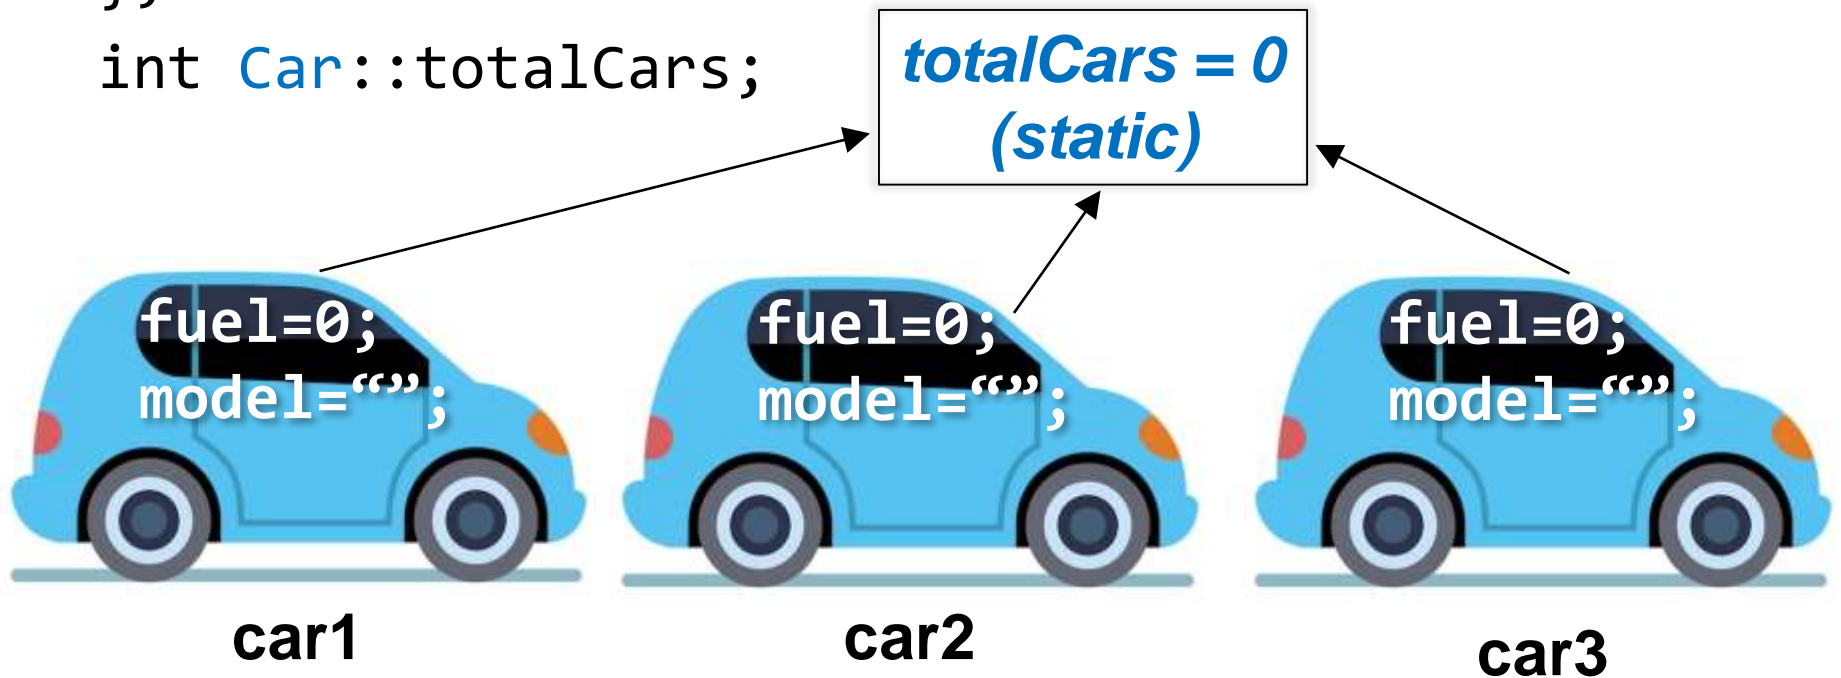 };
int Car::totalCars;
totalCars = 0
(static)
fuel=0;
model=“”;
fuel=0;
model=“”;
fuel=0;
model=“”;
car1
car2
car3